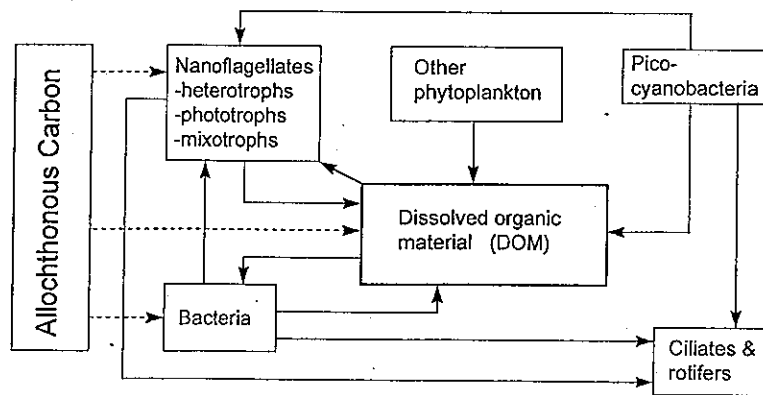 Allochthonous Carbon
Nanoflagellates
-heterotrophs
-phototrophs
-mixotrophs
Other
phytoplankton
Pico-
cyanobacteria
Dissolved organic
material (DOM)
Bacteria
Ciliates &
rotifers